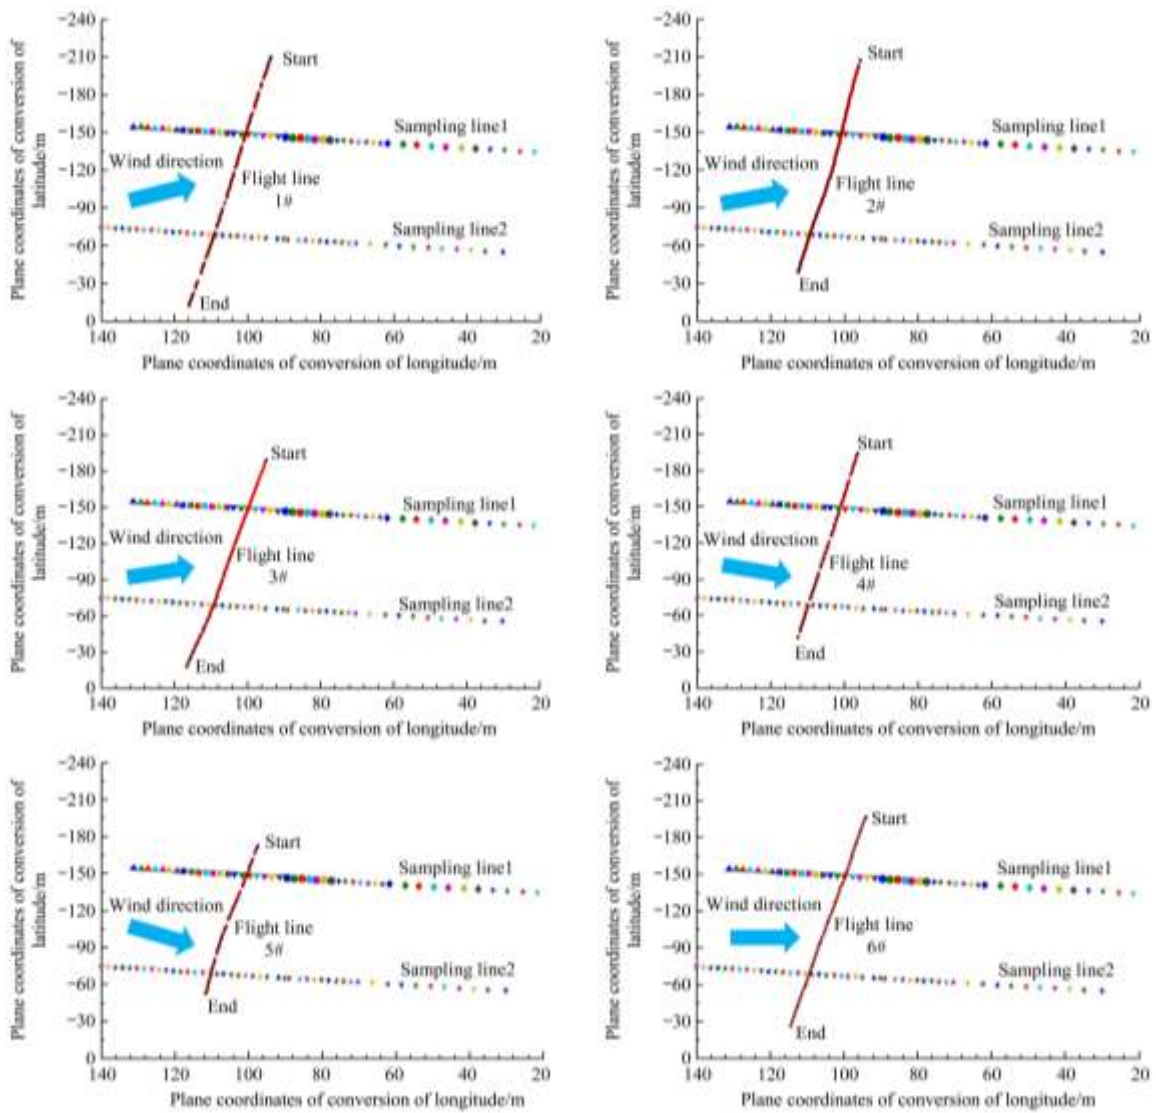 Plane coordinates of conversion of
latitude/m
−240
−210
−180
−150
−120
−90
−60
−30
0
Start
Sampling line1
Wind direction
Flight line
1#
Sampling line2
End
140 120 100 80 60 40 20
Plane coordinates of conversion of longitude/m
Plane coordinates of conversion of
latitude/m
−240
−210
−180
−150
−120
−90
−60
−30
0
Start
Sampling line1
Wind direction
Flight line
2#
Sampling line2
End
140 120 100 80 60 40 20
Plane coordinates of conversion of longitude/m
Plane coordinates of conversion of
latitude/m
−240
−210
−180
−150
−120
−90
−60
−30
0
Start
Sampling line1
Wind direction
Flight line
3#
Sampling line2
End
140 120 100 80 60 40 20
Plane coordinates of conversion of longitude/m
Plane coordinates of conversion of
latitude/m
−240
−210
−180
−150
−120
−90
−60
−30
0
Start
Sampling line1
Wind direction
Flight line
4#
Sampling line2
End
140 120 100 80 60 40 20
Plane coordinates of conversion of longitude/m
Plane coordinates of conversion of
latitude/m
−240
−210
−180
−150
−120
−90
−60
−30
0
Start
Sampling line1
Wind direction
Flight line
5#
Sampling line2
End
140 120 100 80 60 40 20
Plane coordinates of conversion of longitude/m
Plane coordinates of conversion of
latitude/m
−240
−210
−180
−150
−120
−90
−60
−30
0
Start
Sampling line1
Wind direction
Flight line
6#
Sampling line2
End
140 120 100 80 60 40 20
Plane coordinates of conversion of longitude/m